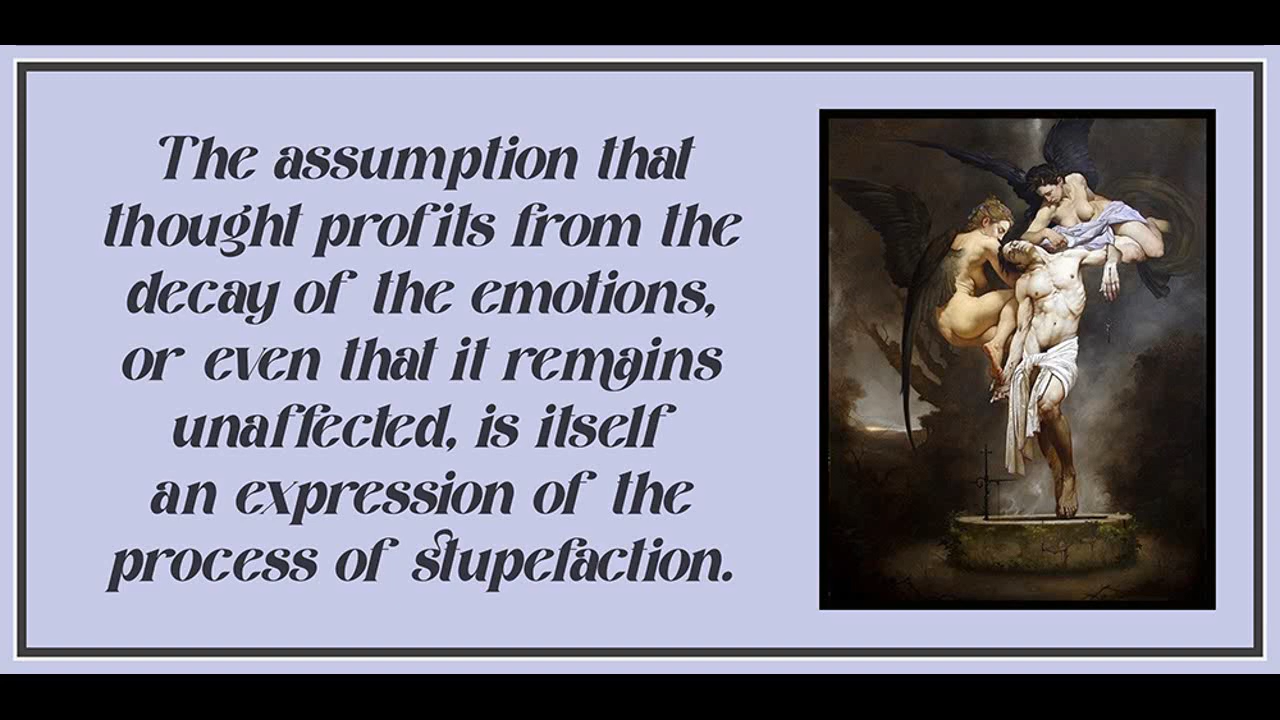 The assumption that
thought profits from the
decay of the emotions,
or even that it remains
unaffected, is itself
an expression of the
process of stupefaction.